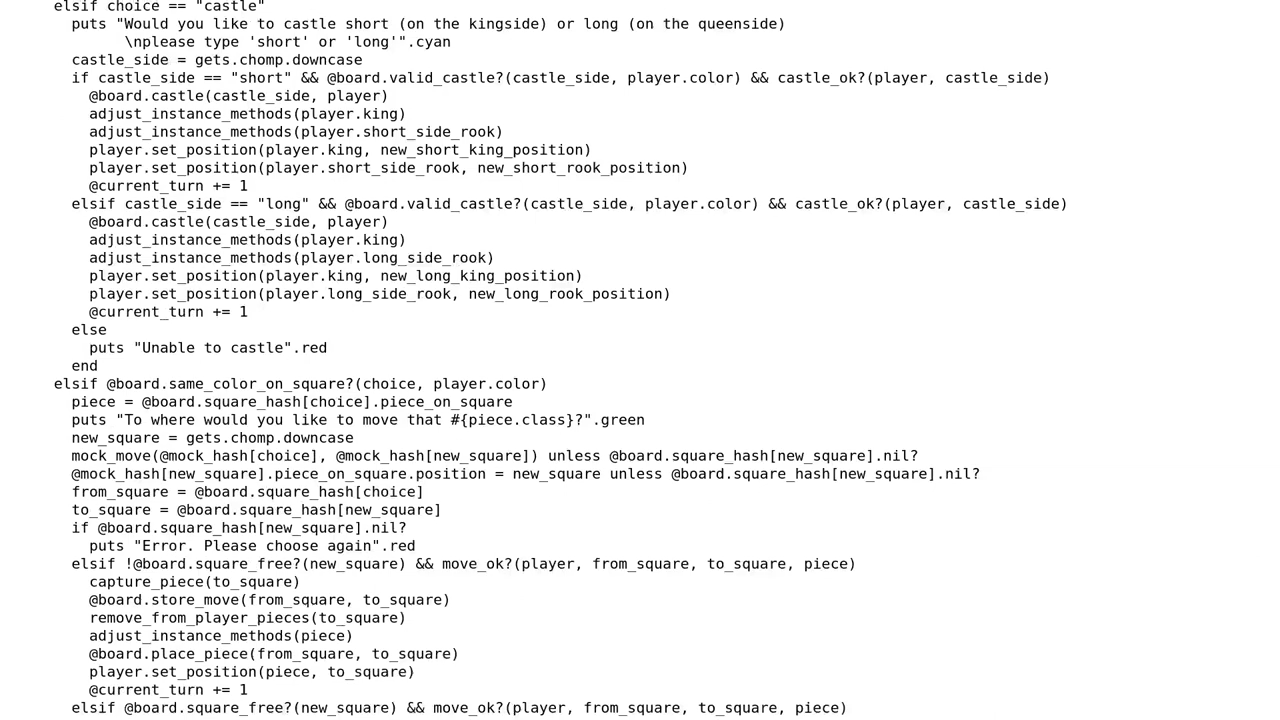 elsif choice == "castle"
puts "Would you like to castle short (on the kingside) or long (on the queenside)
\nplease type 'short' or 'long'".cyan
castle_side = gets.chomp.downcase
if castle_side == "short" && @board.valid_castle?(castle_side, player.color) && castle_ok?(player, castle_side)
@board.castle(castle_side, player)
adjust_instance_methods(player.king)
adjust_instance_methods(player.short_side_rook)
player.set_position(player.king, new_short_king_position)
player.set_position(player.short_side_rook, new_short_rook_position)
@current_turn += 1
elsif castle_side == "long" && @board.valid_castle?(castle_side, player.color) && castle_ok?(player, castle_side)
@board.castle(castle_side, player)
adjust_instance_methods(player.king)
adjust_instance_methods(player.long_side_rook)
player.set_position(player.king, new_long_king_position)
player.set_position(player.long_side_rook, new_long_rook_position)
@current_turn += 1
else
puts "Unable to castle".red
end
elsif @board.same_color_on_square?(choice, player.color)
piece = @board.square_hash[choice].piece_on_square
puts "To where would you like to move that #{piece.class}?".green
new_square = gets.chomp.downcase
mock_move(@mock_hash[choice], @mock_hash[new_square]) unless @board.square_hash[new_square].nil?
@mock_hash[new_square].piece_on_square.position = new_square unless @board.square_hash[new_square].nil?
from_square = @board.square_hash[choice]
to_square = @board.square_hash[new_square]
if @board.square_hash[new_square].nil?
puts "Error. Please choose again".red
elsif !@board.square_free?(new_square) && move_ok?(player, from_square, to_square, piece)
capture_piece(to_square)
@board.store_move(from_square, to_square)
remove_from_player_pieces(to_square)
adjust_instance_methods(piece)
@board.place_piece(from_square, to_square)
player.set_position(piece, to_square)
@current_turn += 1
elsif @board.square_free?(new_square) && move_ok?(player, from_square, to_square, piece)